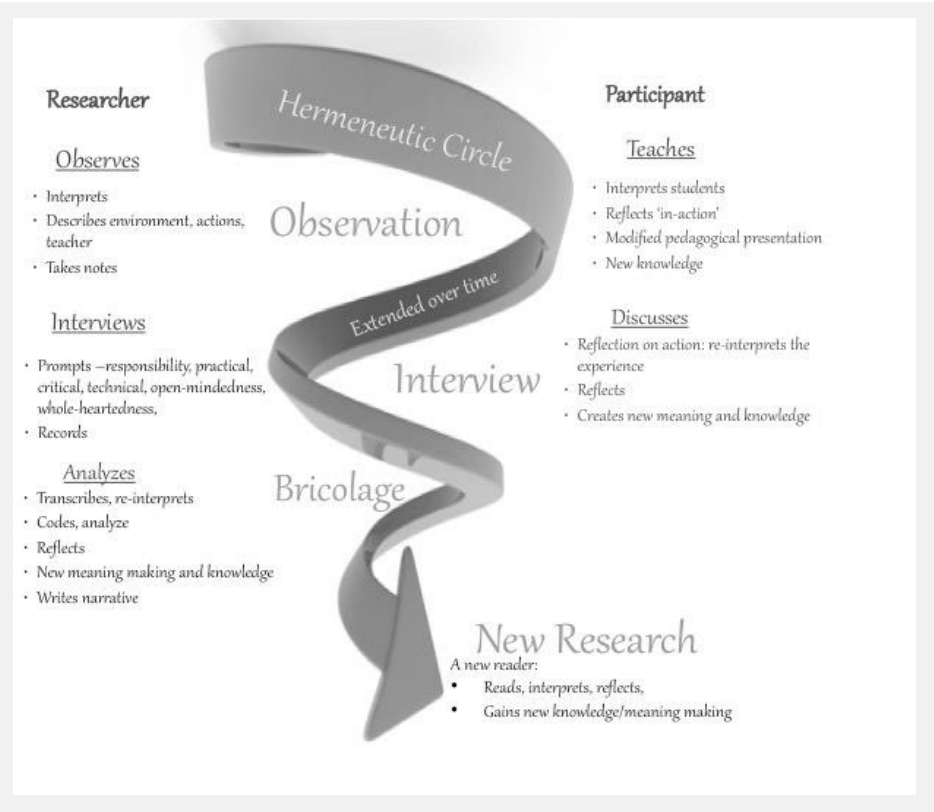 Hermeneutic Circle
Researcher
Participant
Observes
• Interprets
• Describes environment, actions,
teacher
• Takes notes
Teaches
• Interprets students
• Reflects ‘in-action’
• Modified pedagogical presentation
• New knowledge
Observation
Extended over time
Interviews
• Prompts –responsibility, practical,
critical, technical, open-mindedness,
whole-heartedness,
• Records
Interview
Discusses
• Reflection on action: re-interprets the
experience
• Reflects
• Creates new meaning and knowledge
Analyzes
• Transcribes, re-interprets
• Codes, analyze
• Reflects
• New meaning making and knowledge
• Writes narrative
Bricolage
New Research
A new reader:
• Reads, interprets, reflects,
• Gains new knowledge/meaning making